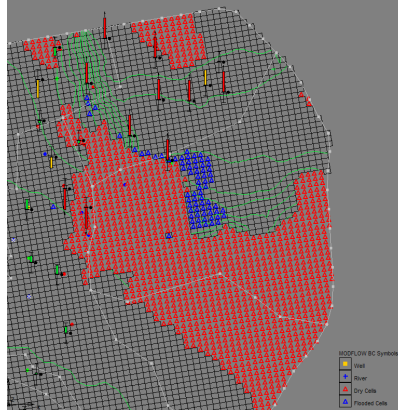 MODFLOW BC Symbols
Well
River
Dry Cells
Flooded Cells